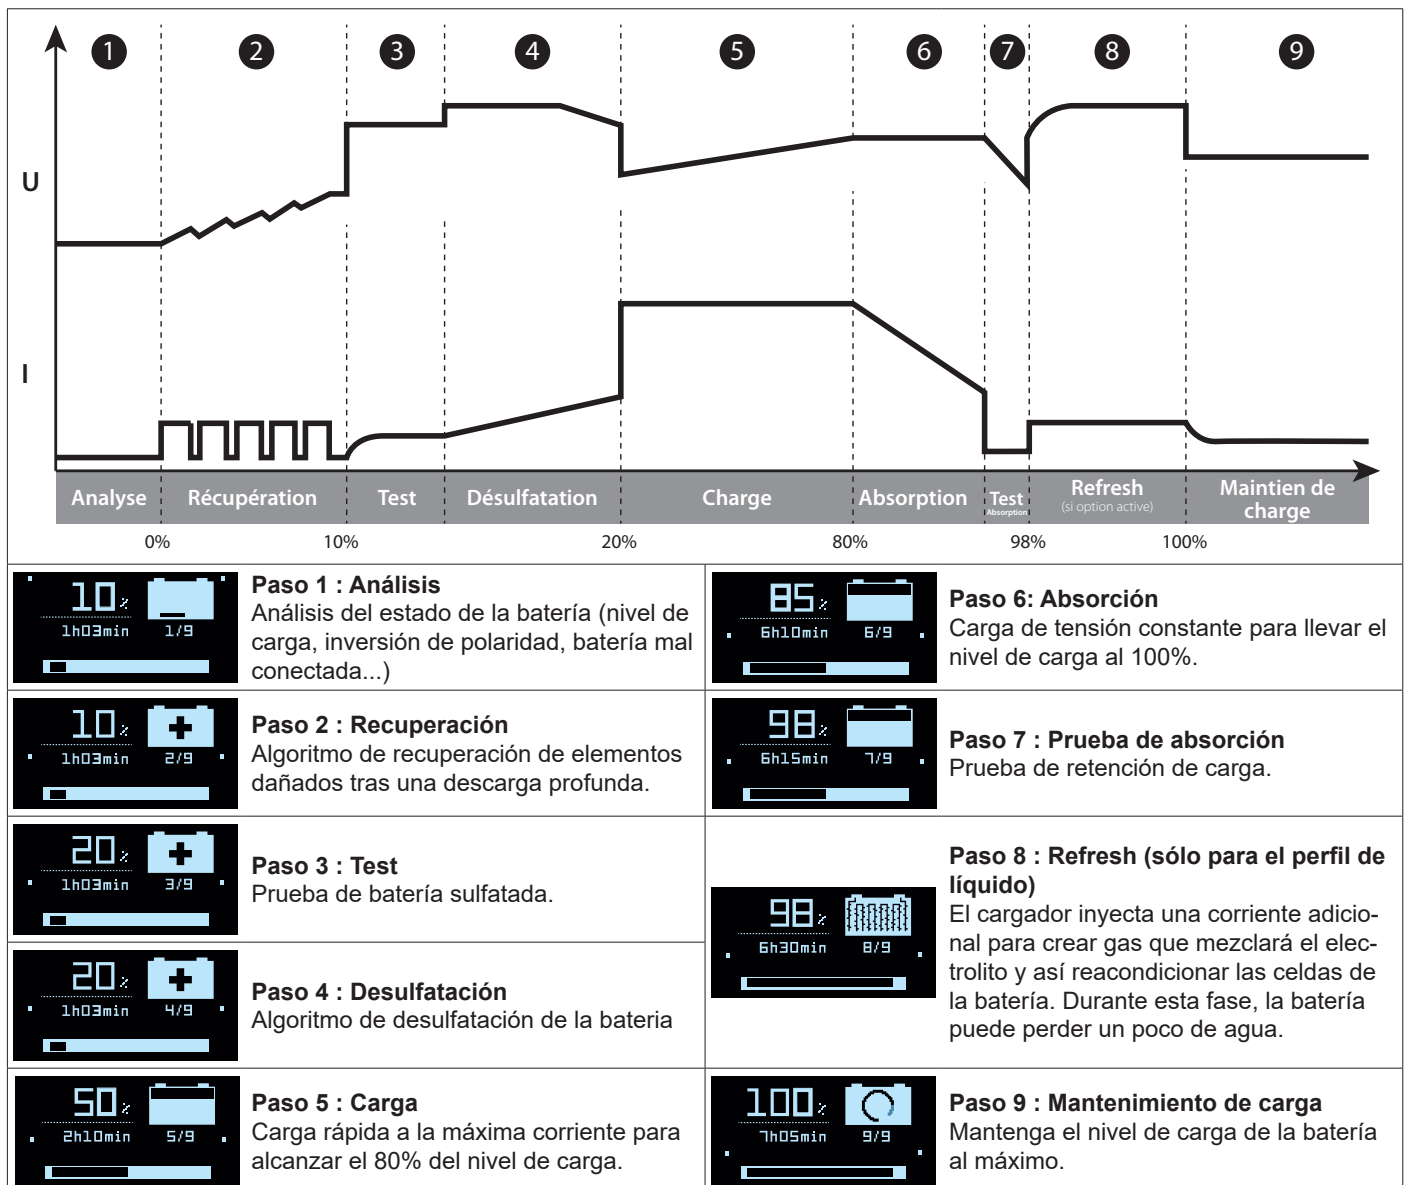 1 2 3 4 5 6 7 8 9
U
I
Analyse Récupération Test Désulfatation Charge Absorption Test Absorption Refresh (si option active) Maintien de charge
0% 10% 20% 80% 98% 100%
10%
1h03min 1/9
Paso 1 : Análisis
Análisis del estado de la batería (nivel de
carga, inversión de polaridad, batería mal
conectada...)
10%
1h03min 2/9
Paso 2 : Recuperación
Algoritmo de recuperación de elementos
dañados tras una descarga profunda.
20%
1h03min 3/9
Paso 3 : Test
Prueba de batería sulfatada.
20%
1h03min 4/9
Paso 4 : Desulfatación
Algoritmo de desulfatación de la bateria
50%
2h10min 5/9
Paso 5 : Carga
Carga rápida a la máxima corriente para
alcanzar el 80% del nivel de carga.
85%
6h10min 6/9
Paso 6: Absorción
Carga de tensión constante para llevar el
nivel de carga al 100%.
98%
6h15min 7/9
Paso 7 : Prueba de absorción
Prueba de retención de carga.
98%
6h30min 8/9
Paso 8 : Refresh (sólo para el perfil de
líquido)
El cargador inyecta una corriente adicio-
nal para crear gas que mezclará el elec-
trolito y así reacondicionar las celdas de
la batería. Durante esta fase, la batería
puede perder un poco de agua.
100%
7h05min 9/9
Paso 9 : Mantenimiento de carga
Mantenga el nivel de carga de la batería
al máximo.